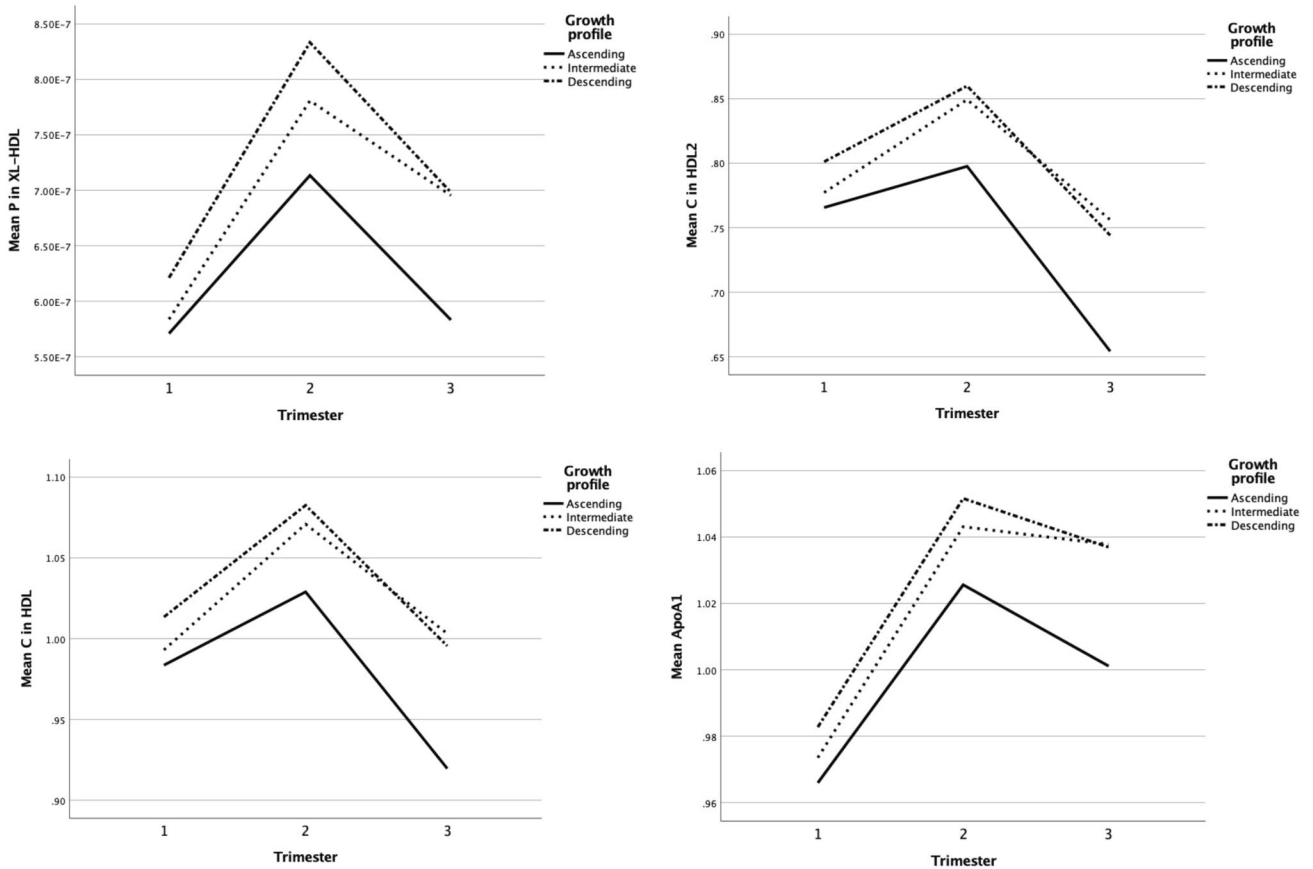 8.50E-7
8.00E-7
7.50E-7
7.00E-7
6.50E-7
6.00E-7
5.50E-7
Mean P in XL-HDL
1 2 3
Trimester
Growth
profile
Ascending
Intermediate
Descending
.90
.85
.80
.75
.70
.65
Mean C in HDL2
1 2 3
Trimester
Growth
profile
Ascending
Intermediate
Descending
1.10
1.05
1.00
.95
.90
Mean C in HDL
1 2 3
Trimester
Growth
profile
Ascending
Intermediate
Descending
1.06
1.04
1.02
1.00
.98
.96
Mean ApoA1
1 2 3
Trimester
Growth
profile
Ascending
Intermediate
Descending